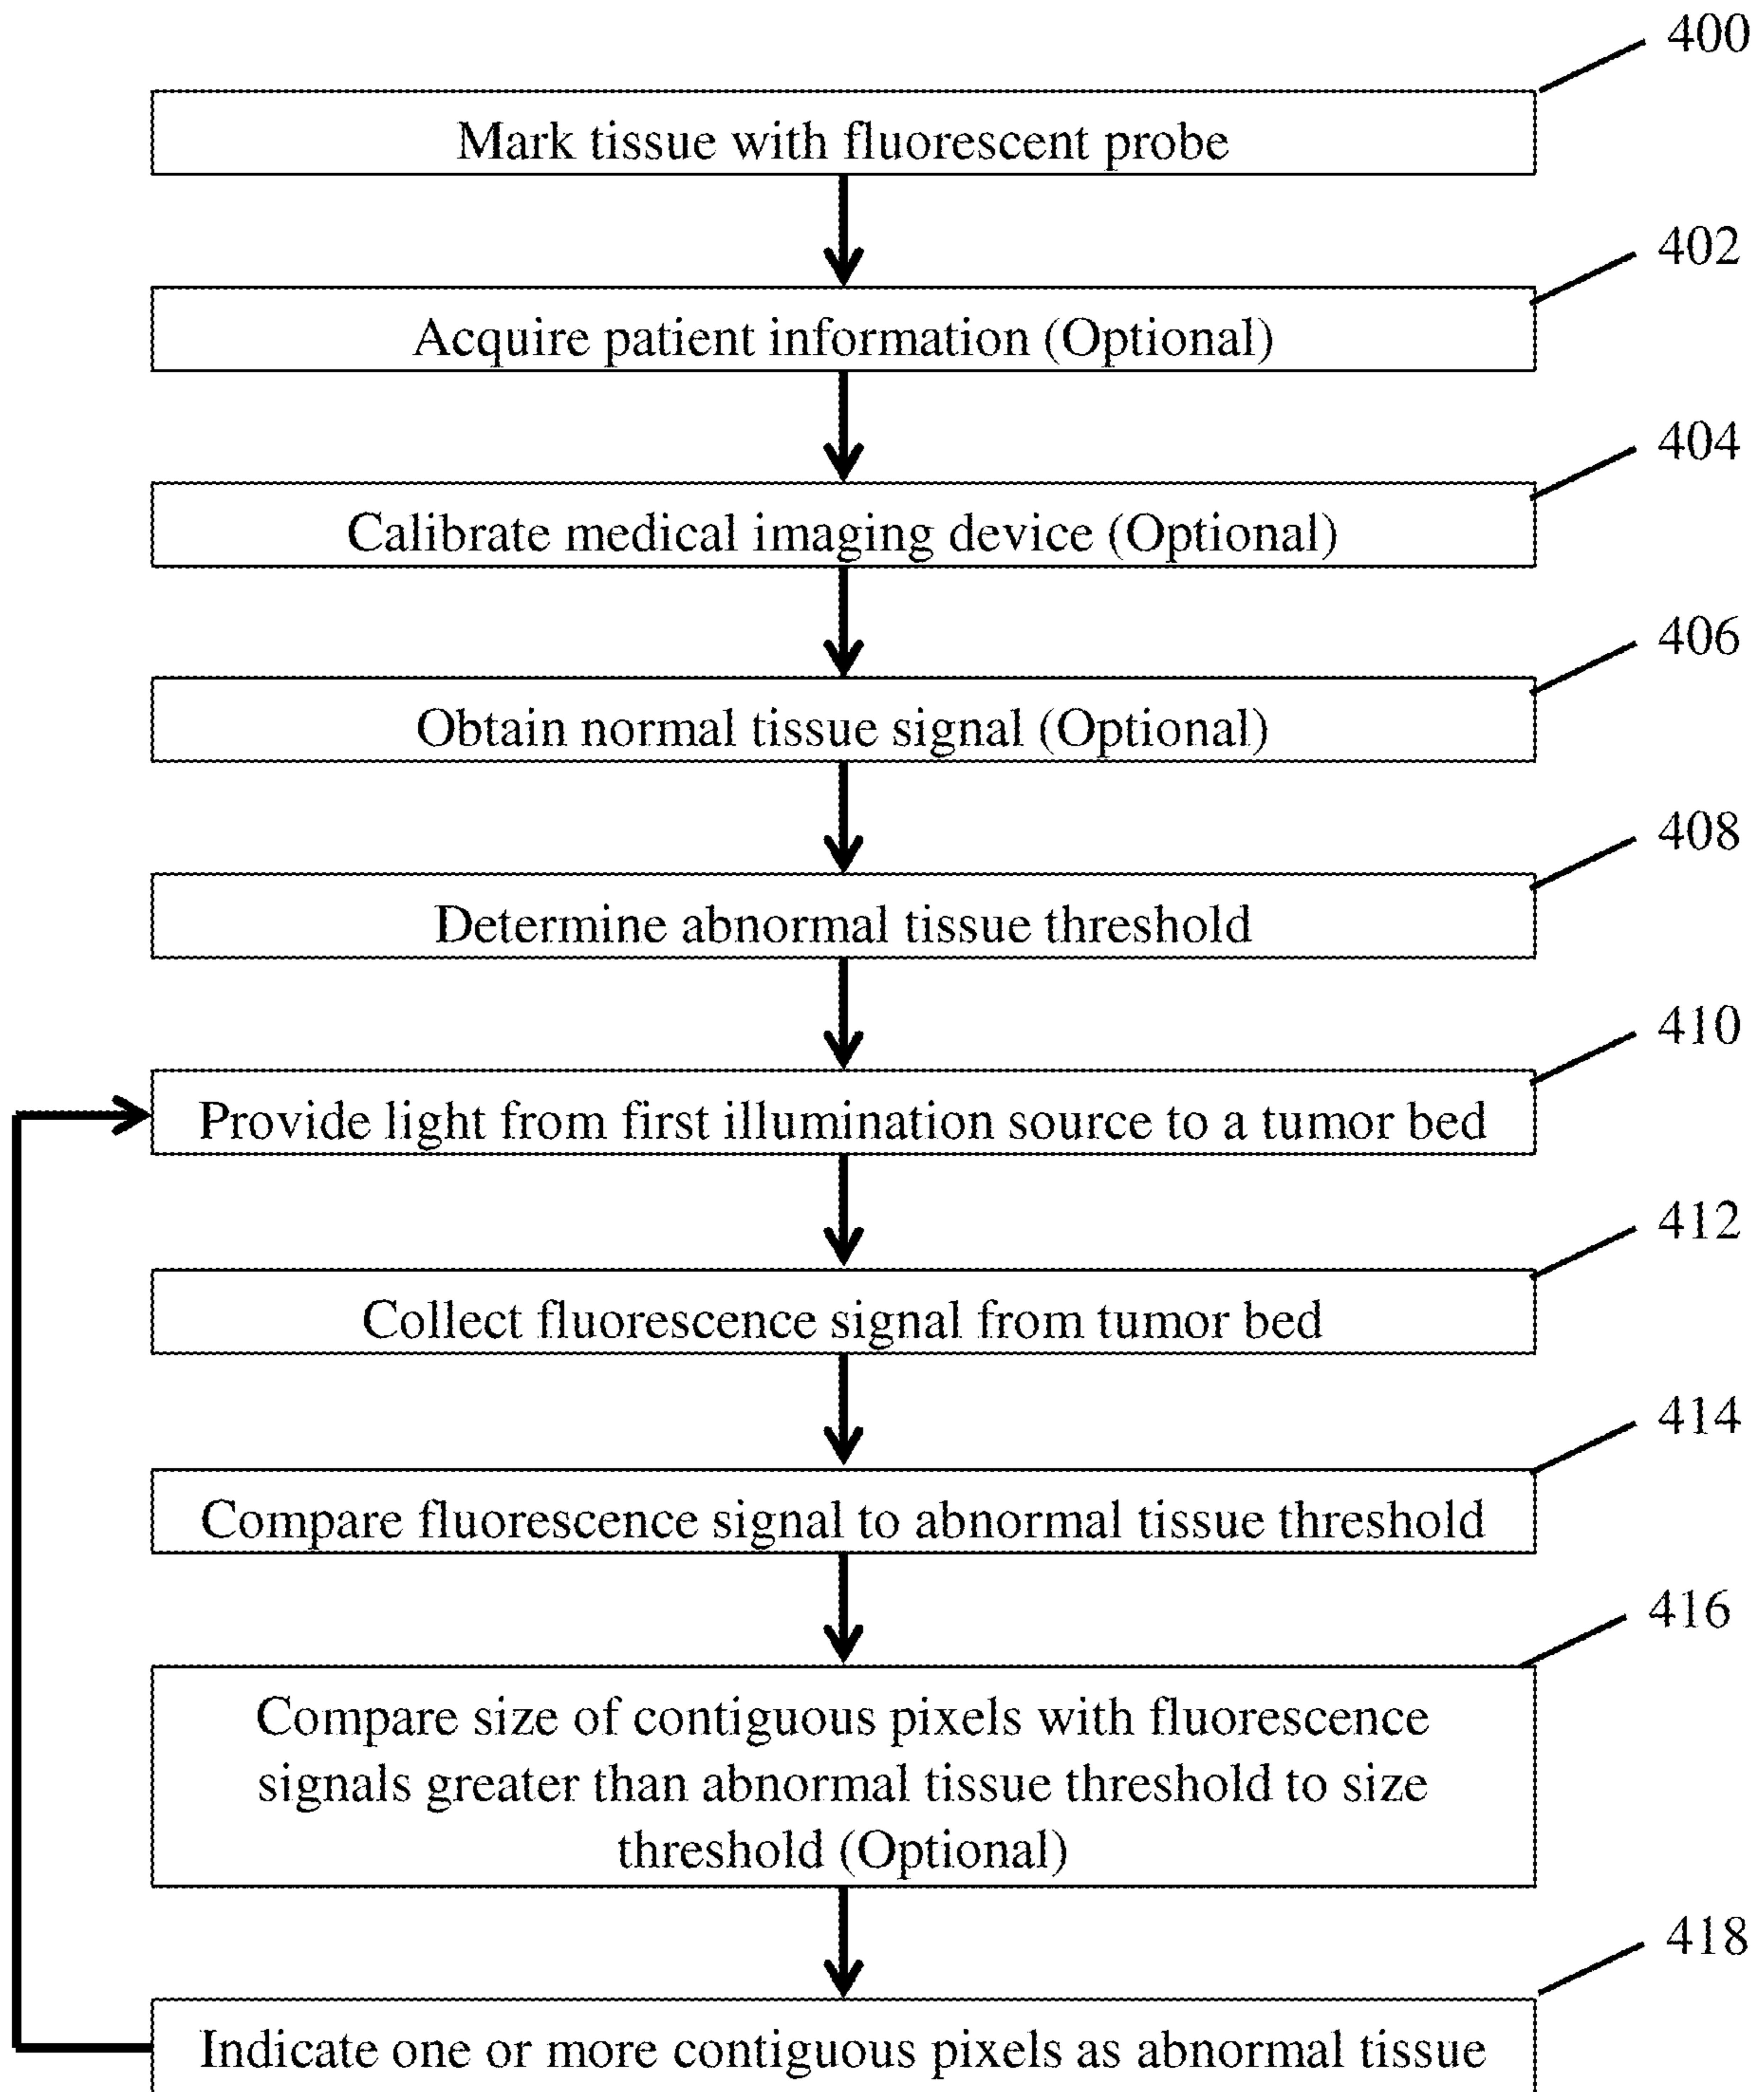 400
Mark tissue with fluorescent probe
402
Acquire patient information (Optional)
404
Calibrate medical imaging device (Optional)
406
Obtain normal tissue signal (Optional)
408
Determine abnormal tissue threshold
410
Provide light from first illumination source to a tumor bed
412
Collect fluorescence signal from tumor bed
414
Compare fluorescence signal to abnormal tissue threshold
416
Compare size of contiguous pixels with fluorescence
signals greater than abnormal tissue threshold to size
threshold (Optional)
418
Indicate one or more contiguous pixels as abnormal tissue